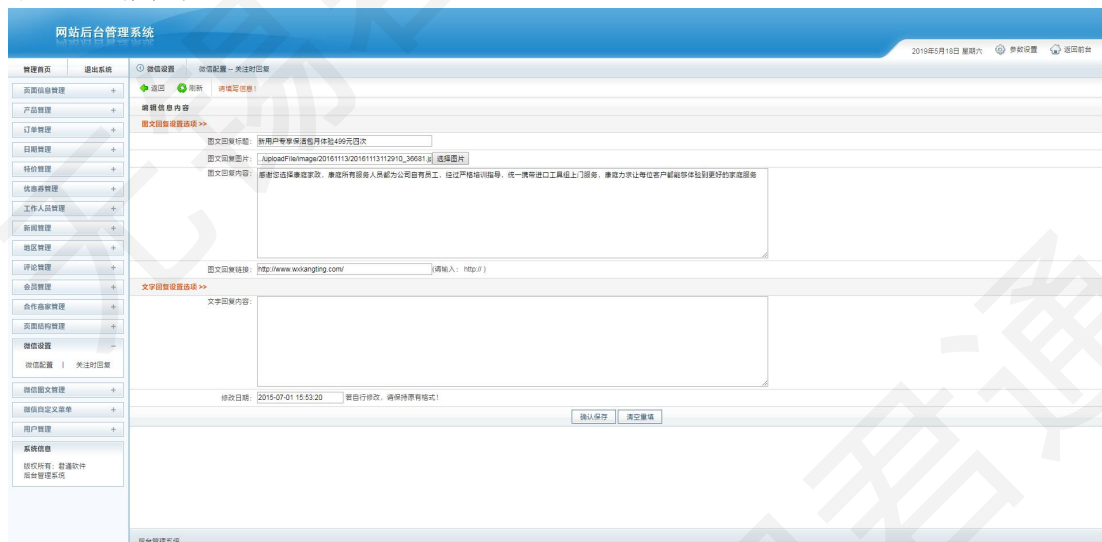 网站后台管理系统
2019年5月18日 星期六 参数设置 返回前台
管理首页 退出系统
微信设置 微信配置 -- 关注时回复
返回 刷新 请填写信息!
编辑信息内容
图文回复设置选项 >>
图文回复标题: 新用户专享保洁包月体验499元四次
图文回复图片: ../uploadFile/image/20161113/20161113112910_36681.j 选择图片
图文回复内容: 感谢您选择康庭家政,康庭所有服务人员都为公司自有员工,经过严格培训指导,统一携带进口工具组上门服务,康庭力求让每位客户都能够体验到更好的家庭服务
图文回复链接: http://www.wxkangting.com/ (请输入: http:// )
文字回复设置选项 >>
文字回复内容:
修改日期: 2015-07-01 15:53:20 若自行修改,请保持原有格式!
确认保存 清空重填
页面信息管理 +
产品管理 +
订单管理 +
日期管理 +
特价管理 +
优惠券管理 +
工作人员管理 +
新闻管理 +
地区管理 +
评论管理 +
会员管理 +
合作商家管理 +
页面结构管理 +
微信设置 −
微信配置 | 关注时回复
微信图文管理 +
微信自定义菜单 +
用户管理 +
系统信息
版权所有:君通软件
后台管理系统
后台管理系统
无锡君通